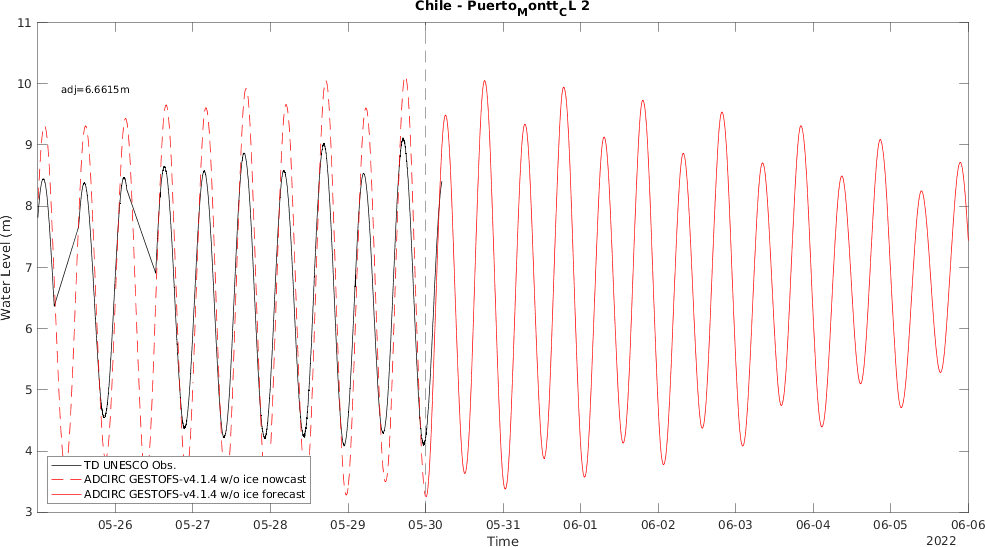 Chile - PuertoMonttCL 2
adj=6.6615m
Water Level (m)
11
10
9
8
7
6
5
4
3
TD UNESCO Obs.
ADCIRC GESTOFS-v4.1.4 w/o ice nowcast
ADCIRC GESTOFS-v4.1.4 w/o ice forecast
05-26 05-27 05-28 05-29 05-30 05-31 06-01 06-02 06-03 06-04 06-05 06-06
Time
2022